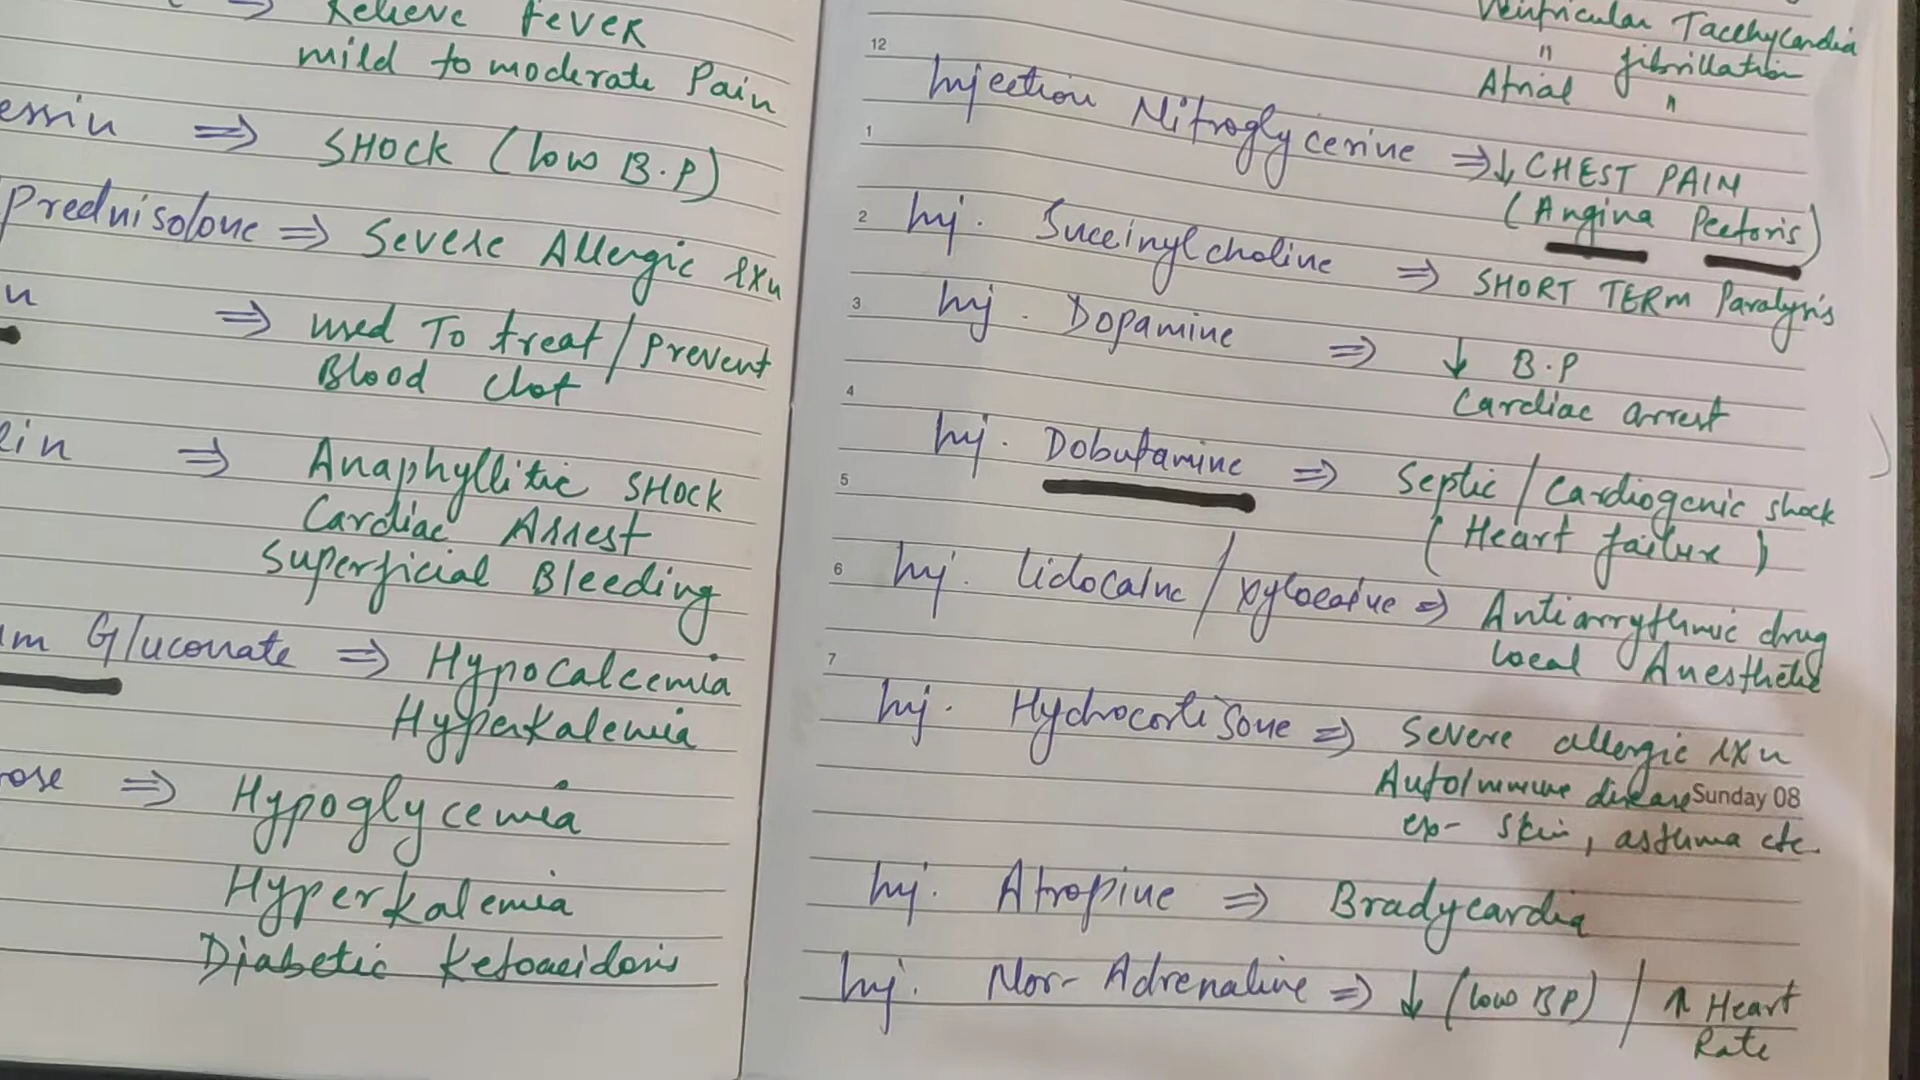 Relieve fever
mild to moderate Pain
⇒ SHOCK (low B.P)
Prednisolone ⇒ Severe Allergic rxn
⇒ used To treat / Prevent
Blood Clot
⇒ Anaphyllitic SHOCK
Cardiac Arrest
Superficial Bleeding
Gluconate ⇒ Hypocalcemia
Hyperkalemia
⇒ Hypoglycemia
Hyperkalemia
Diabetic Ketoacidosis
Ventricular Tacchycardia
" fibrillation
Atrial "
12
Injection Nitroglycerine ⇒ ↓ CHEST PAIN
(Angina Pectoris)
1
2
Inj. Succinylcholine ⇒ SHORT TERM Paralysis
3
Inj. Dopamine ⇒ ↓ B.P
Cardiac arrest
4
Inj. Dobutamine ⇒ Septic / Cardiogenic shock
(Heart failure)
5
6
Inj. lidocaine / xylocaine ⇒ Antiarrythmic drug
local Anesthetic
7
Inj. Hydrocortisone ⇒ Severe allergic rxn
Autoimmune disease
Sunday 08
ex- skin, asthma etc.
Inj. Atropine ⇒ Bradycardia
Inj. Nor-Adrenaline ⇒ ↓ (low BP) / ↑ Heart
Rate